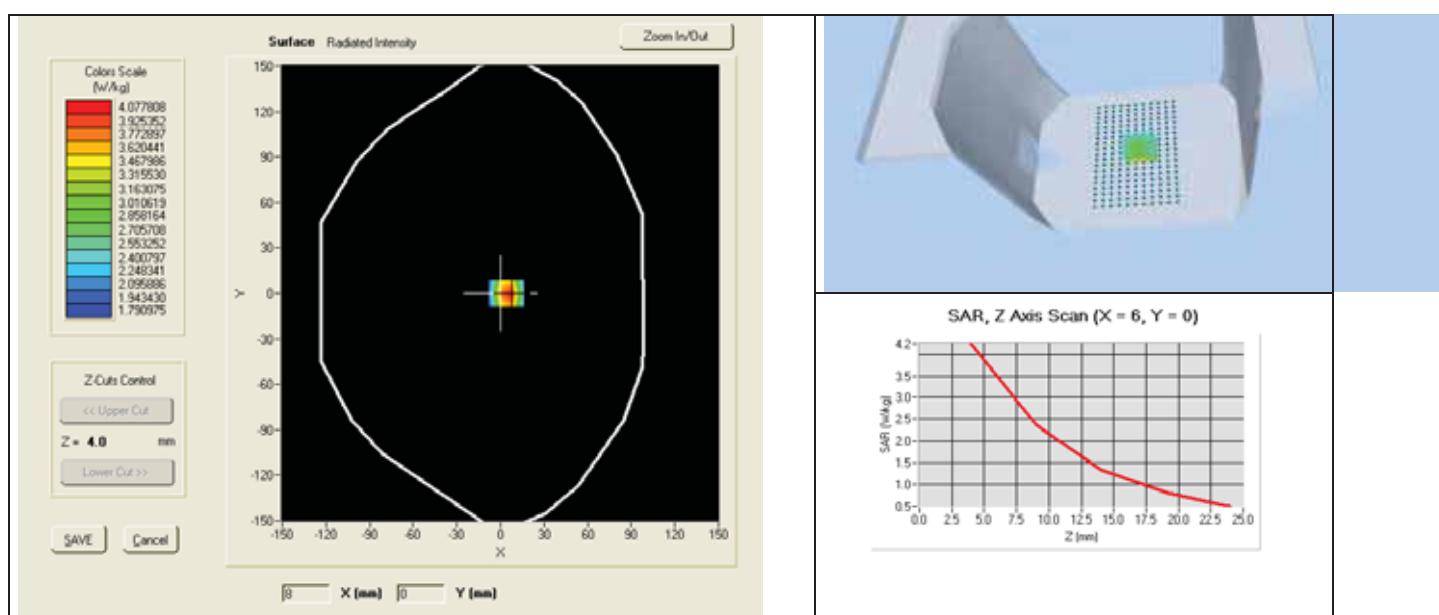 Surface Radiated Intensity
Zoom In/Out
Colors Scale
(W/kg)
4.077808
3.925352
3.772897
3.620441
3.467986
3.315530
3.163075
3.010619
2.858164
2.705708
2.553252
2.400797
2.248341
2.095886
1.943430
1.790975
Z-Cuts Control
<< Upper Cut
Z = 4.0 mm
Lower Cut >>
SAVE Cancel
150
120
90
60
30
0
-30
-60
-90
-120
-150
Y
-150 -120 -90 -60 -30 0 30 60 90 120 150
X
8 X (mm) 0 Y (mm)
SAR, Z Axis Scan (X = 6, Y = 0)
SAR (W/kg)
4.2
3.5
3.0
2.5
2.0
1.5
1.0
0.5
0.0 2.5 5.0 7.5 10.0 12.5 15.0 17.5 20.0 22.5 25.0
Z (mm)